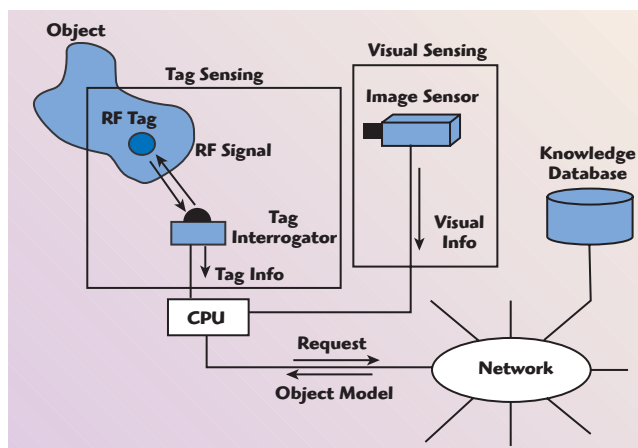 Object
Visual Sensing
Tag Sensing
Image Sensor
RF Tag
RF Signal
Knowledge
Database
Tag
Interrogator
Visual
Info
Tag Info
CPU
Request
Network
Object Model